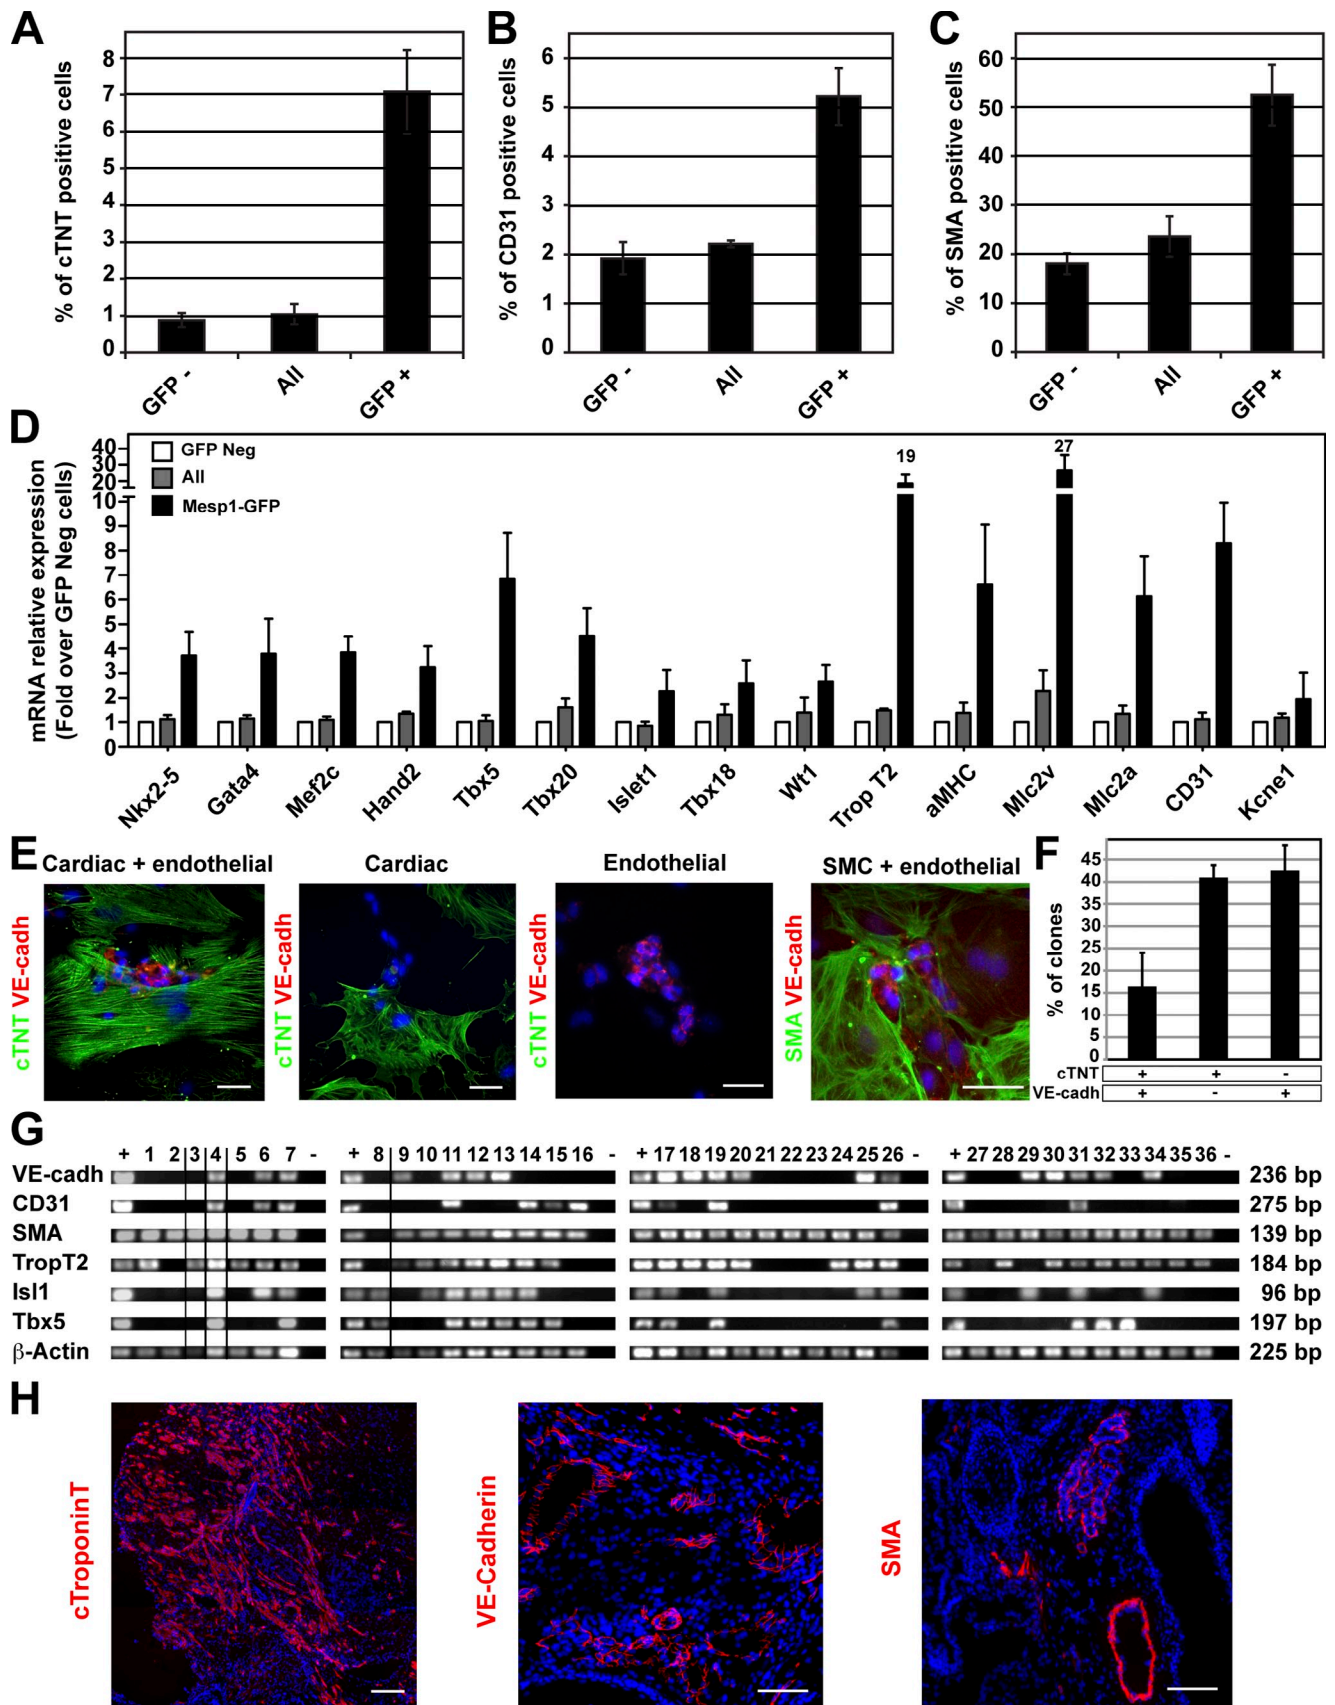 A
% of cTNT positive cells
8
7
6
5
4
3
2
1
0
GFP -
All
GFP +
B
% of CD31 positive cells
6
5
4
3
2
1
0
GFP -
All
GFP +
C
% of SMA positive cells
60
50
40
30
20
10
0
GFP -
All
GFP +
D
mRNA relative expression
(Fold over GFP Neg cells)
40
30
20
10
9
8
7
6
5
4
3
2
1
0
GFP Neg
All
Mesp1-GFP
19
27
Nkx2-5
Gata4
Mef2c
Hand2
Tbx5
Tbx20
Islet1
Tbx18
Wt1
Trop T2
aMHC
Mlc2v
Mlc2a
CD31
Kcne1
E
Cardiac + endothelial
cTNT VE-cadh
Cardiac
cTNT VE-cadh
Endothelial
cTNT VE-cadh
SMC + endothelial
SMA VE-cadh
F
% of clones
45
40
35
30
25
20
15
10
5
0
cTNT + + -
VE-cadh + - +
G
+ 1 2 3 4 5 6 7 - + 8 9 10 11 12 13 14 15 16 - + 17 18 19 20 21 22 23 24 25 26 - + 27 28 29 30 31 32 33 34 35 36 -
VE-cadh 236 bp
CD31 275 bp
SMA 139 bp
TropT2 184 bp
Isl1 96 bp
Tbx5 197 bp
β-Actin 225 bp
H
cTroponinT
VE-Cadherin
SMA